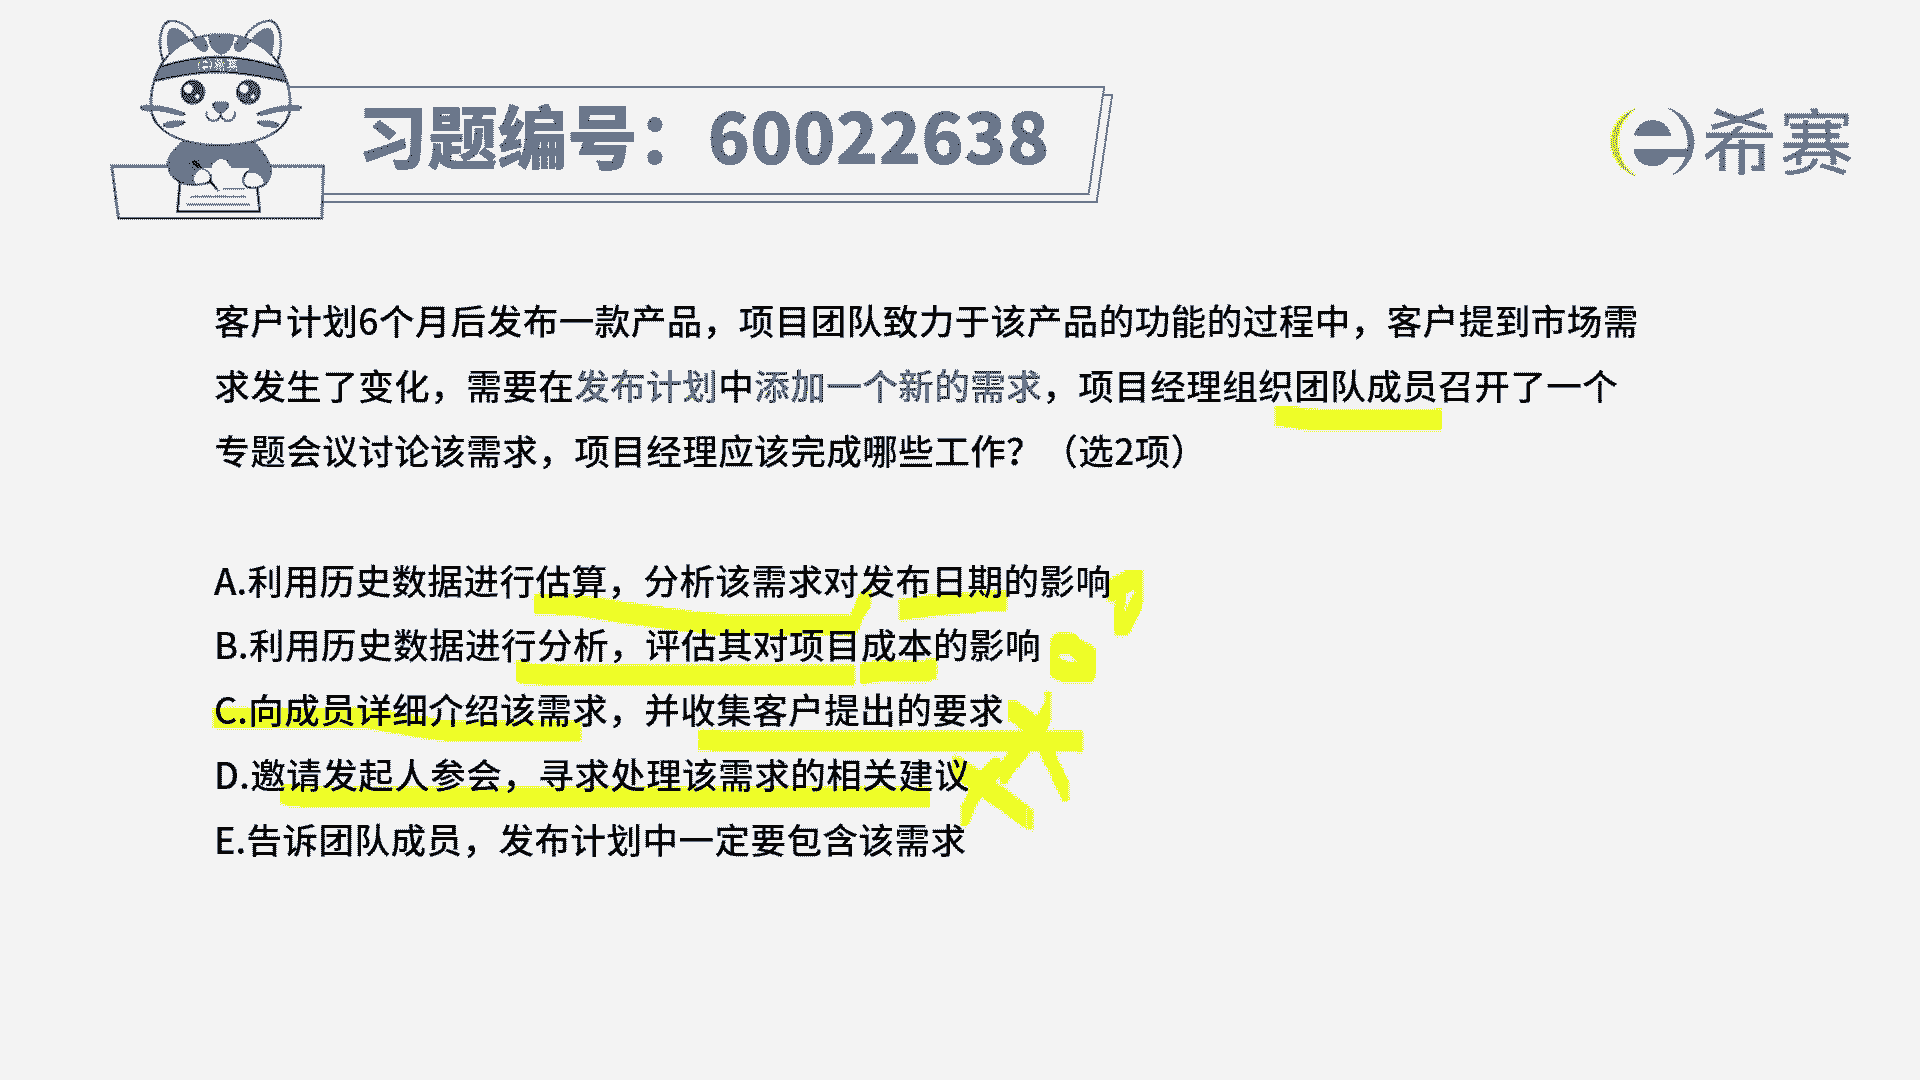 希赛
习题编号：60022638
希赛
客户计划6个月后发布一款产品，项目团队致力于该产品的功能的过程中，客户提到市场需
求发生了变化，需要在发布计划中添加一个新的需求，项目经理组织团队成员召开了一个
专题会议讨论该需求，项目经理应该完成哪些工作？（选2项）
A.利用历史数据进行估算，分析该需求对发布日期的影响
B.利用历史数据进行分析，评估其对项目成本的影响
C.向成员详细介绍该需求，并收集客户提出的要求
D.邀请发起人参会，寻求处理该需求的相关建议
E.告诉团队成员，发布计划中一定要包含该需求